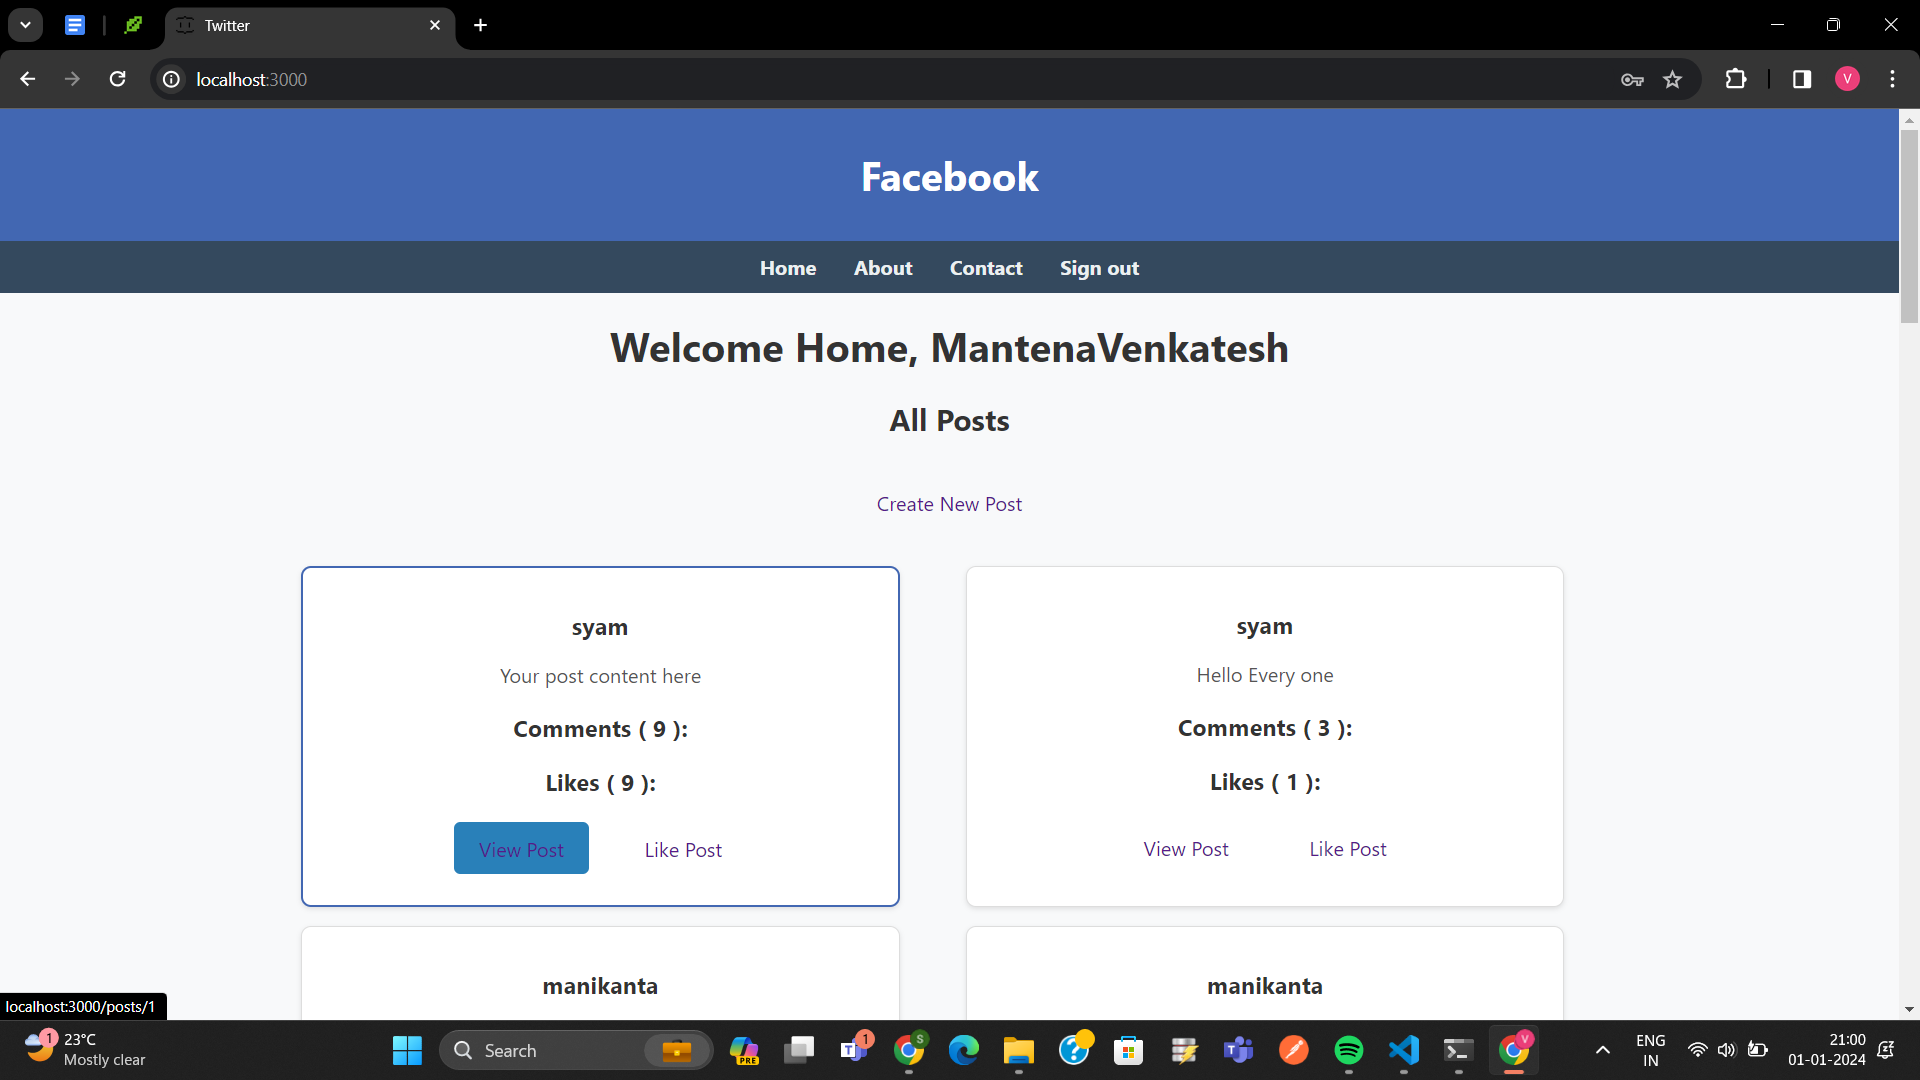 Twitter
localhost:3000
V
Facebook
Home About Contact Sign out
Welcome Home, MantenaVenkatesh
All Posts
Create New Post
syam
Your post content here
Comments ( 9 ):
Likes ( 9 ):
View Post Like Post
syam
Hello Every one
Comments ( 3 ):
Likes ( 1 ):
View Post Like Post
manikanta
manikanta
localhost:3000/posts/1
1
23°C
Mostly clear
Search
PRE
T
1
S
?
T
V
ENG
IN
21:00
01-01-2024